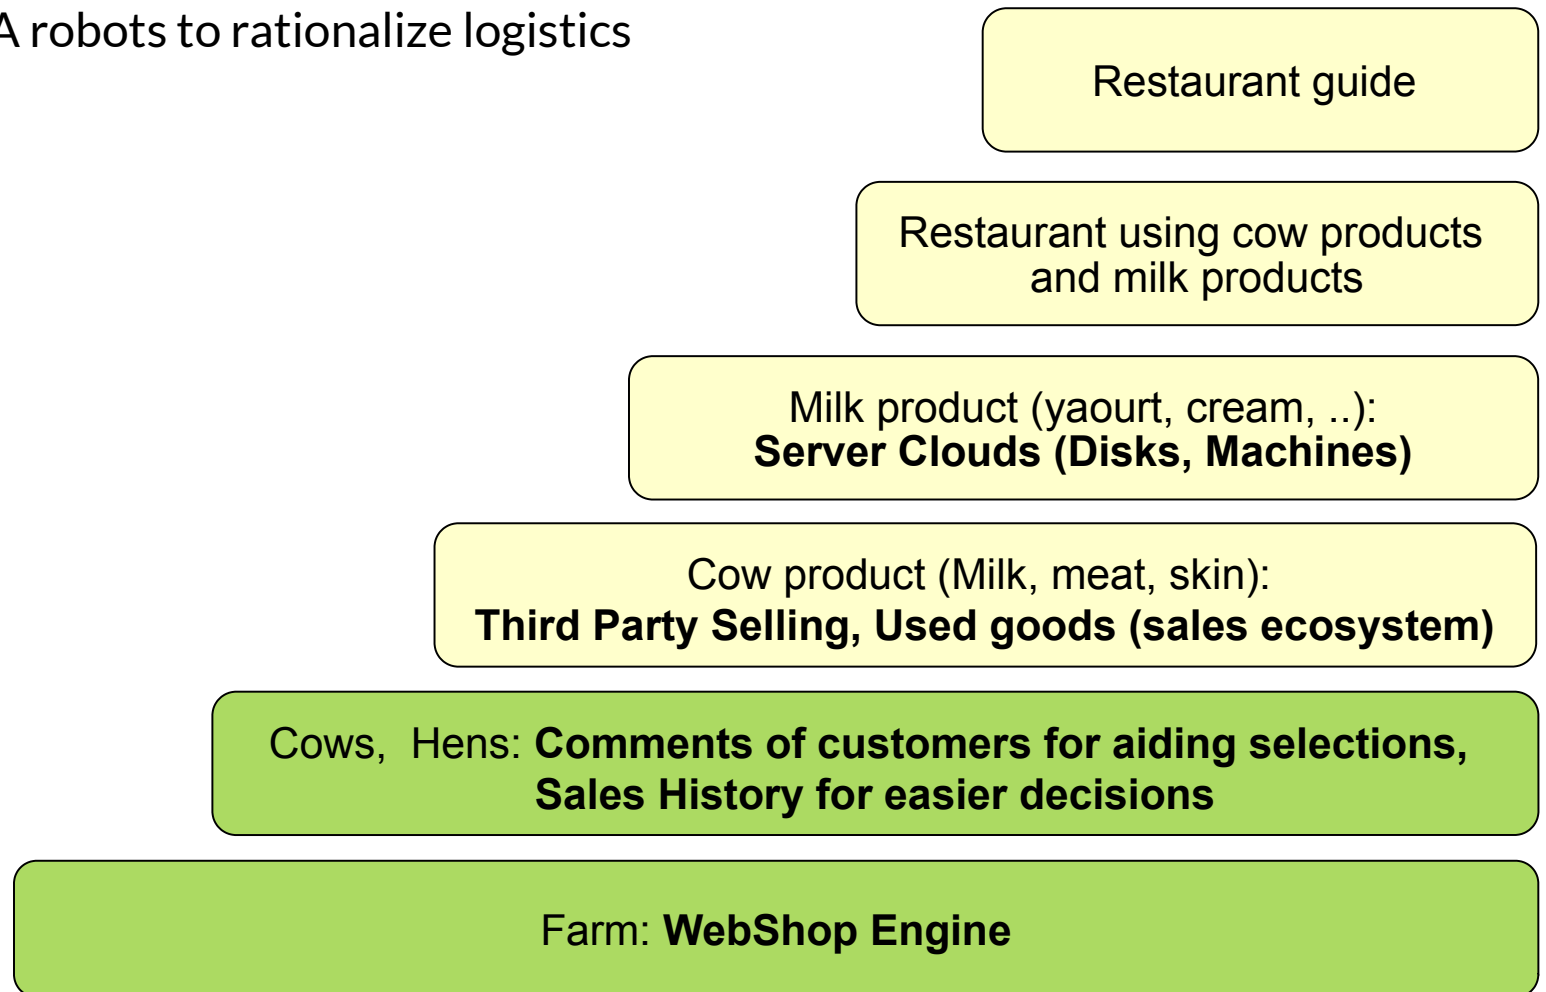 A robots to rationalize logistics
Restaurant guide
Restaurant using cow products
and milk products
Milk product (yaourt, cream, ..):
Server Clouds (Disks, Machines)
Cow product (Milk, meat, skin):
Third Party Selling, Used goods (sales ecosystem)
Cows, Hens: Comments of customers for aiding selections,
Sales History for easier decisions
Farm: WebShop Engine